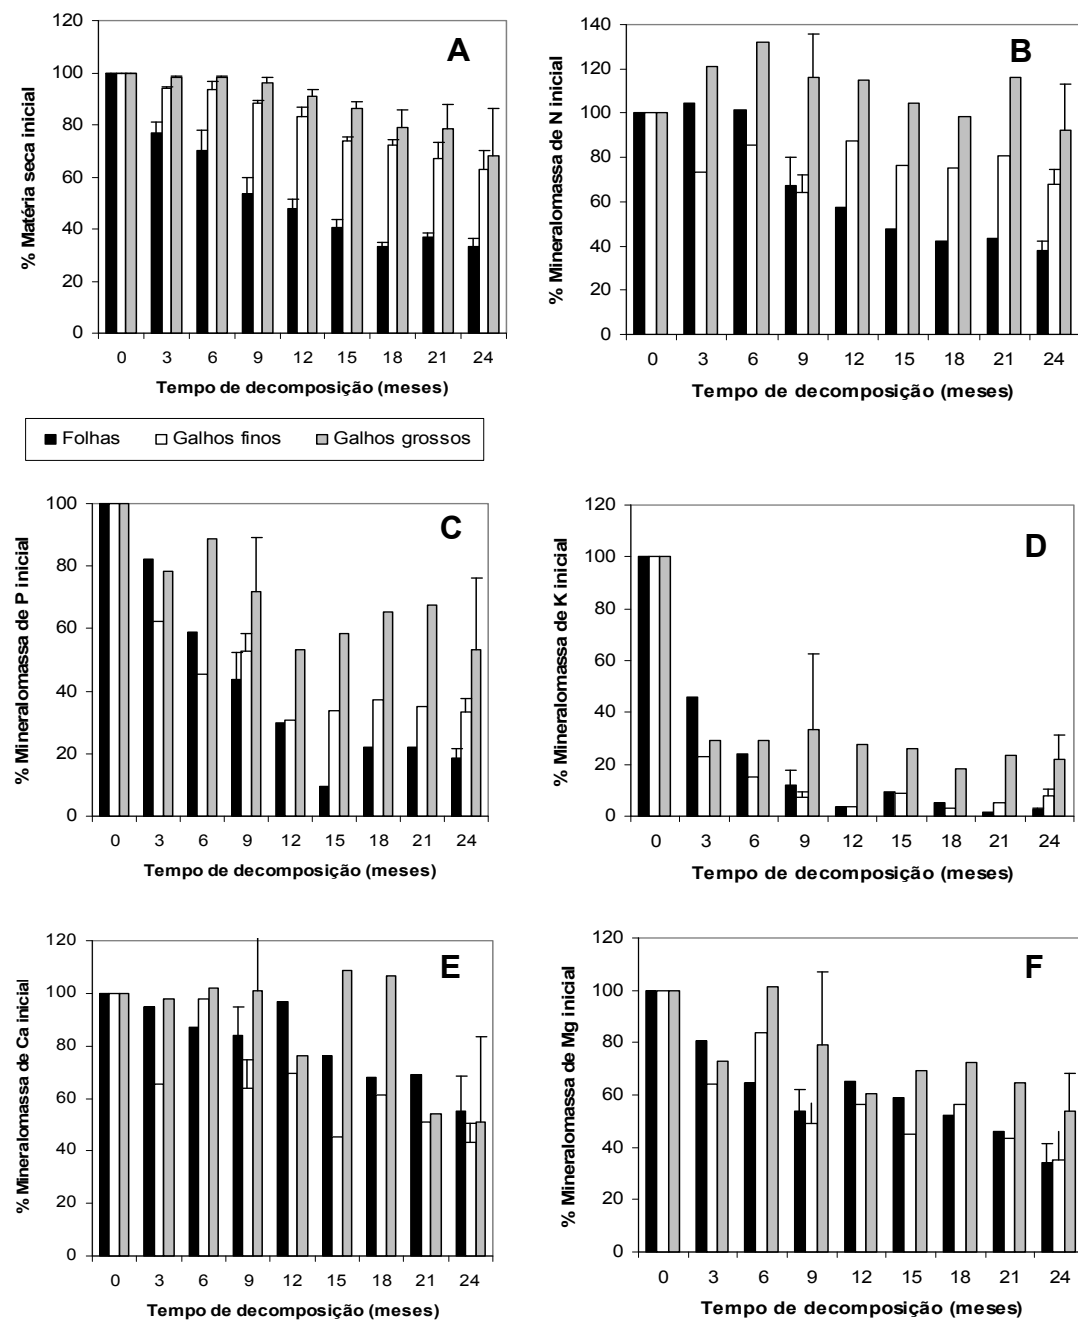 A
% Matéria seca inicial
120
100
80
60
40
20
0
0 3 6 9 12 15 18 21 24
Tempo de decomposição (meses)
B
% Mineralomassa de N inicial
140
120
100
80
60
40
20
0
0 3 6 9 12 15 18 21 24
Tempo de decomposição (meses)
Folhas Galhos finos Galhos grossos
C
% Mineralomassa de P inicial
100
80
60
40
20
0
0 3 6 9 12 15 18 21 24
Tempo de decomposição (meses)
D
% Mineralomassa de K inicial
120
100
80
60
40
20
0
0 3 6 9 12 15 18 21 24
Tempo de decomposição (meses)
E
% Mineralomassa de Ca inicial
120
100
80
60
40
20
0
0 3 6 9 12 15 18 21 24
Tempo de decomposição (meses)
F
% Mineralomassa de Mg inicial
120
100
80
60
40
20
0
0 3 6 9 12 15 18 21 24
Tempo de decomposição (meses)